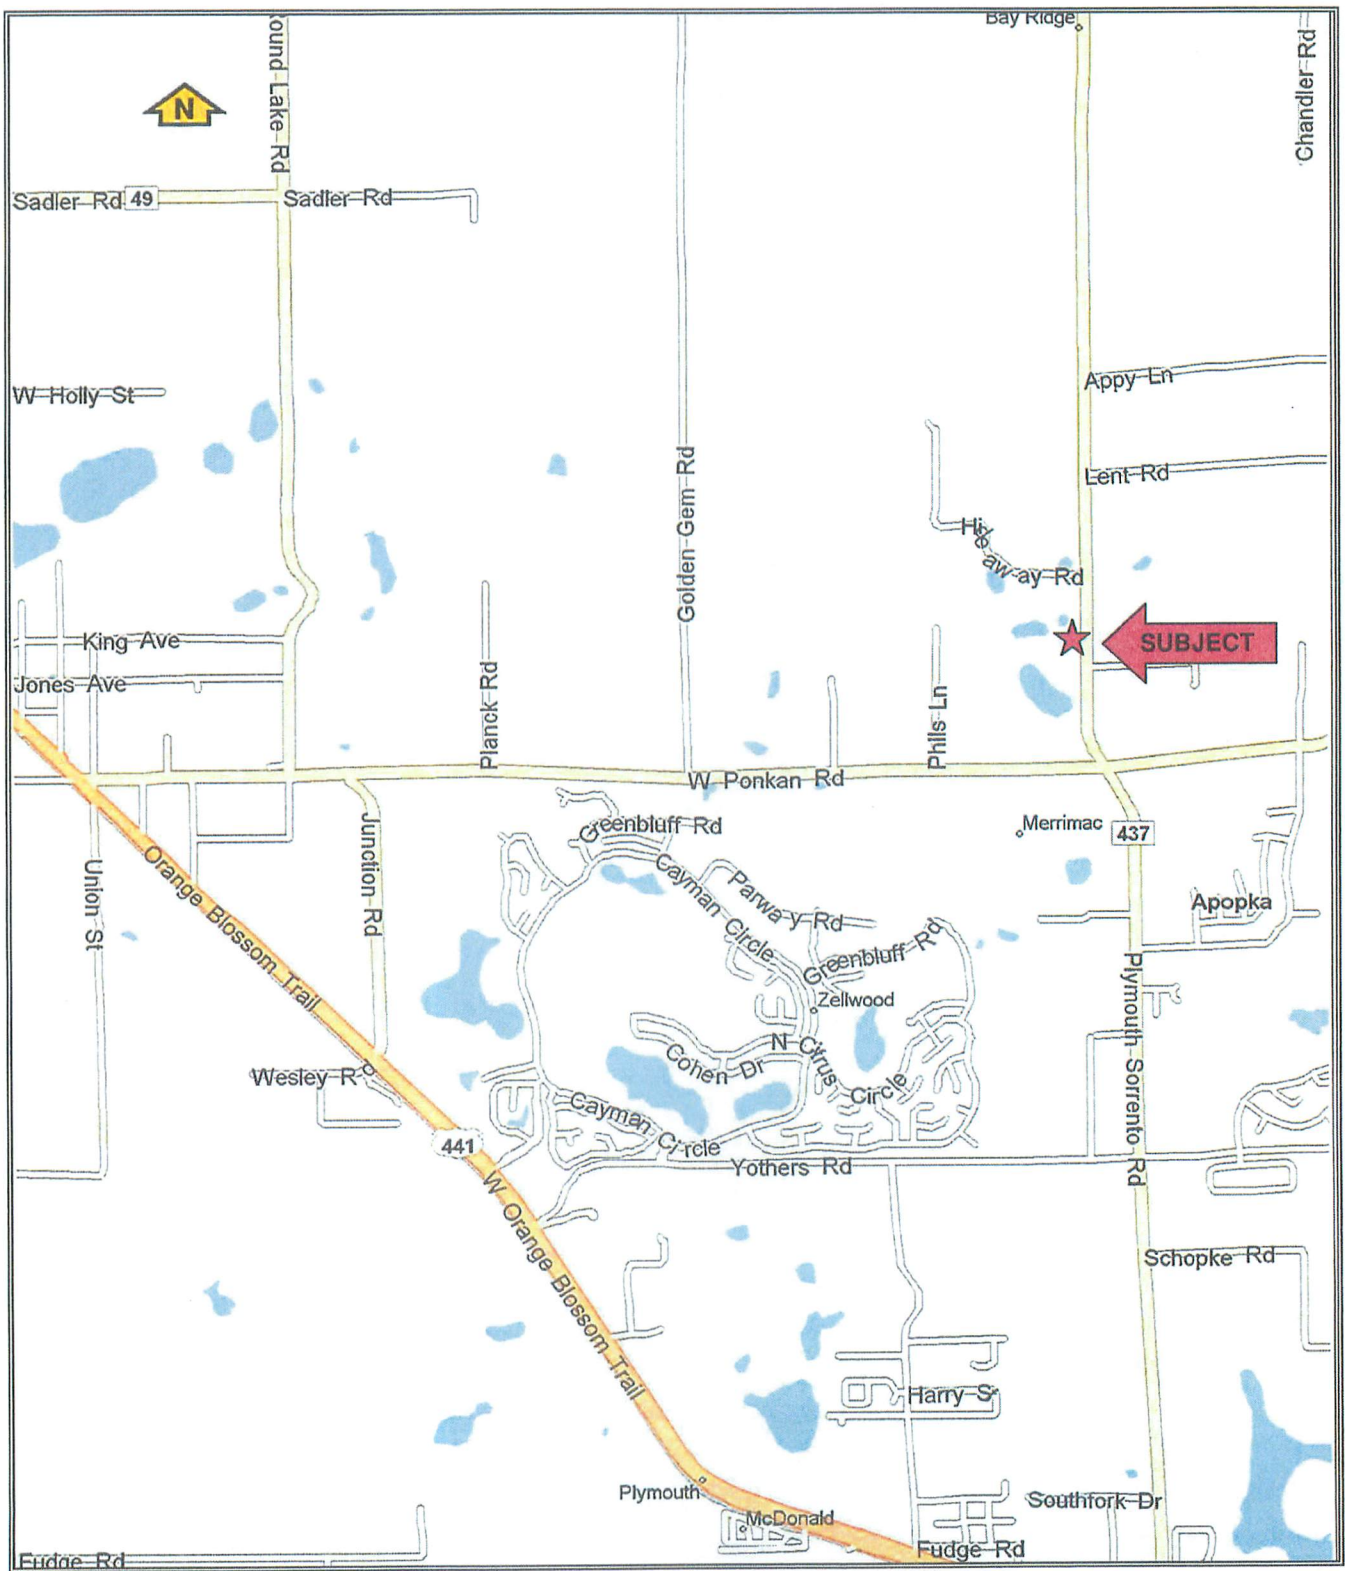 Bay Ridge
Chandler Rd
ound Lake Rd
N
Sadler Rd 49
Sadler Rd
Appy Ln
W Holly St
Lent Rd
Golden Gem Rd
Hideaway Rd
SUBJECT
King Ave
Jones Ave
Planck Rd
Phils Ln
W Ponkan Rd
Greenbluff Rd
Merrimac
437
Junction Rd
Union St
Orange Blossom Trail
Cayman Circle
Parway Rd
Apopka
Greenbluff Rd
Zellwood
Plymouth Sorrento Rd
N Citrus Circle
Cohen Dr
Wesley R
Cayman Circle
441
Yothers Rd
W Orange Blossom Trail
Schopke Rd
Harry S
Plymouth
McDonald
Southfork Dr
Fudge Rd
Fudge Rd